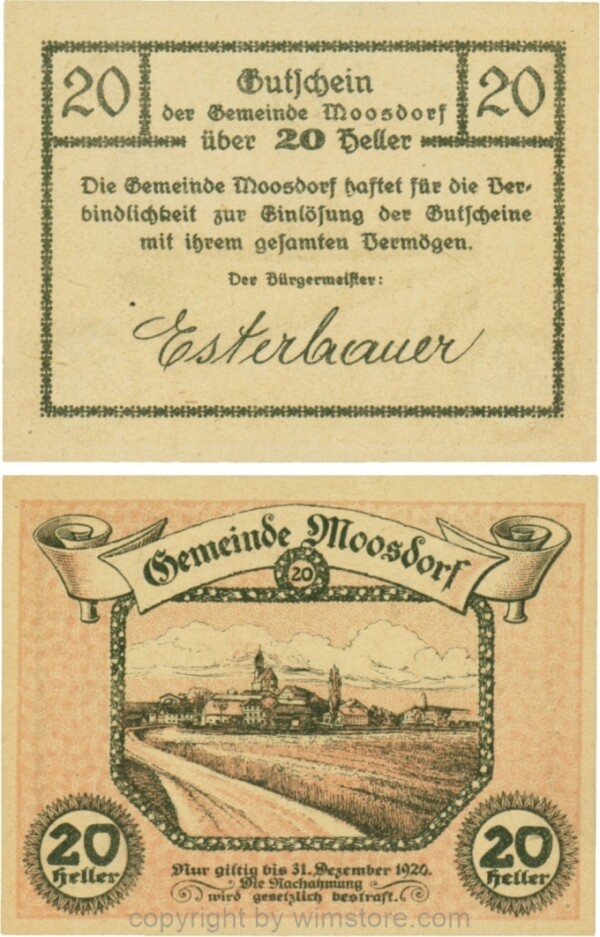 20
20
Gutschein
der Gemeinde Moosdorf
über 20 Heller
Die Gemeinde Moosdorf haftet für die Ver-
bindlichkeit zur Einlösung der Gutscheine
mit ihrem gesamten Vermögen.
Der Bürgermeister:
Esterbauer
Gemeinde Moosdorf
20
20
Heller
20
Heller
Nur giltig bis 31. Dezember 1920.
Die Nachahmung
wird gesetzlich bestraft.
copyright by wimstore.com